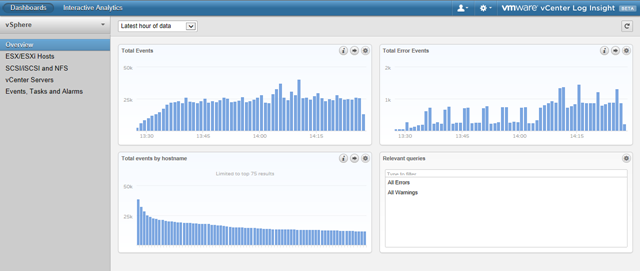 Dashboards Interactive Analytics
vmware vCenter Log Insight BETA
vSphere
Latest hour of data
Overview
ESX/ESXi Hosts
SCSI/iSCSI and NFS
vCenter Servers
Events, Tasks and Alarms
Total Events
50k
25k
13:30 13:45 14:00 14:15
Total Error Events
2k
1k
13:30 13:45 14:00 14:15
Total events by hostname
Limited to top 75 results
50k
25k
Relevant queries
Type to filter
All Errors
All Warnings